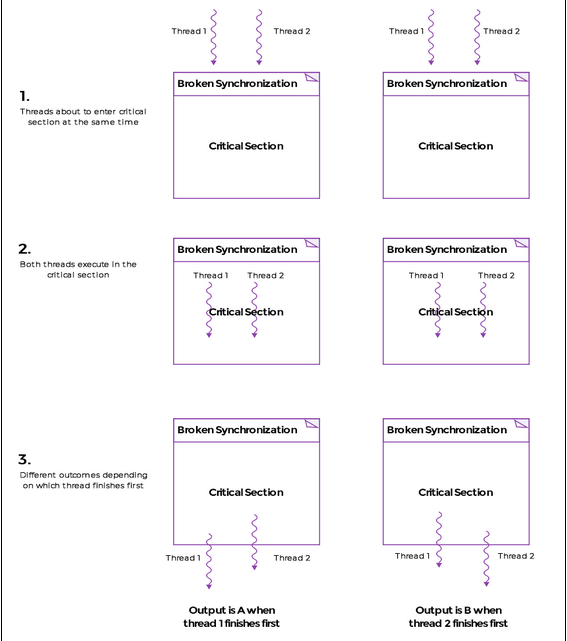 Thread 1
Thread 2
Thread 1
Thread 2
1.
Threads about to enter critical
section at the same time
Broken Synchronization
Critical Section
Broken Synchronization
Critical Section
2.
Both threads execute in the
critical section
Broken Synchronization
Thread 1
Thread 2
Critical Section
Broken Synchronization
Thread 1
Thread 2
Critical Section
3.
Different outcomes depending
on which thread finishes first
Broken Synchronization
Critical Section
Thread 1
Thread 2
Output is A when
thread 1 finishes first
Broken Synchronization
Critical Section
Thread 1
Thread 2
Output is B when
thread 2 finishes first